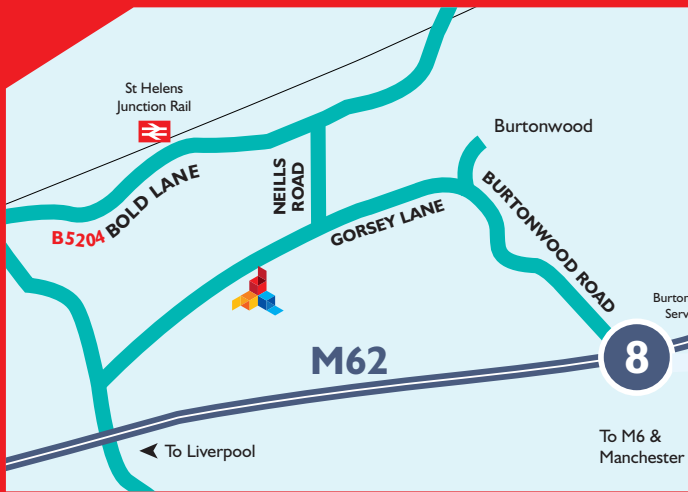 St Helens
Junction Rail
Burtonwood
NEILLS
ROAD
B5204 BOLD LANE
GORSEY LANE
BURTONWOOD ROAD
M62
8
To Liverpool
To M6 &
Manchester